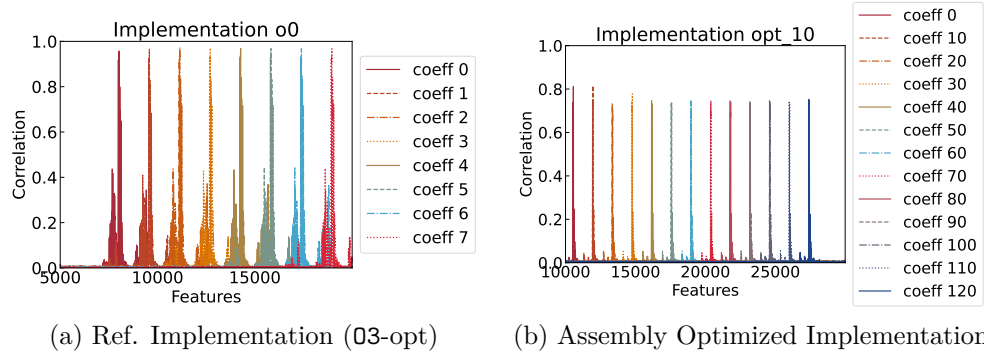 Implementation o0
1.0
0.8
0.6
0.4
0.2
0.0
Correlation
5000 10000 15000
Features
coeff 0
coeff 1
coeff 2
coeff 3
coeff 4
coeff 5
coeff 6
coeff 7
(a) Ref. Implementation (O3-opt)
Implementation opt_10
1.0
0.8
0.6
0.4
0.2
0.0
Correlation
10000 15000 20000 25000
Features
coeff 0
coeff 10
coeff 20
coeff 30
coeff 40
coeff 50
coeff 60
coeff 70
coeff 80
coeff 90
coeff 100
coeff 110
coeff 120
(b) Assembly Optimized Implementation